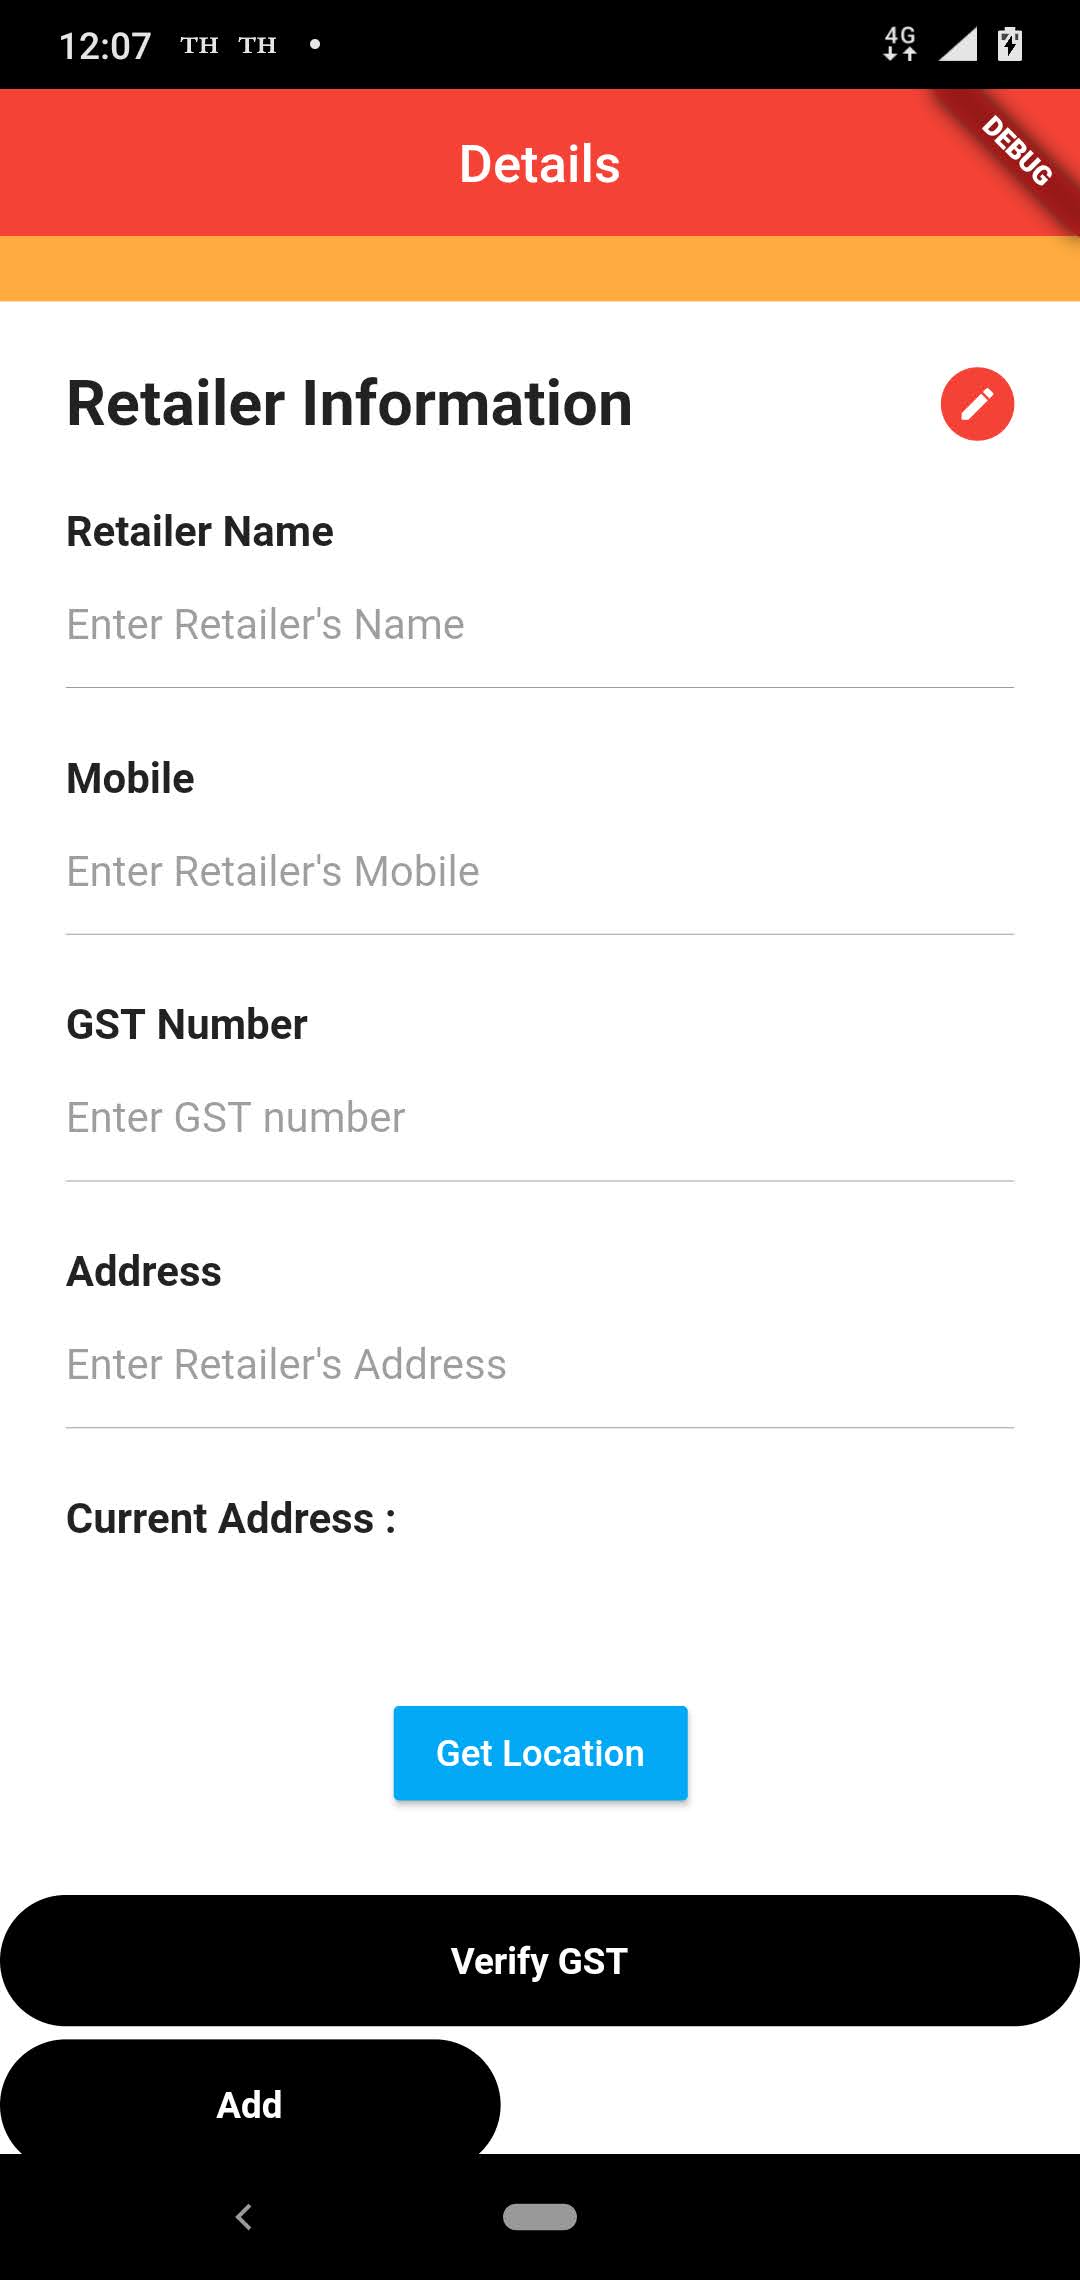 12:07 TH TH 4G
Details
DEBUG
Retailer Information
Retailer Name
Enter Retailer's Name
Mobile
Enter Retailer's Mobile
GST Number
Enter GST number
Address
Enter Retailer's Address
Current Address :
Get Location
Verify GST
Add